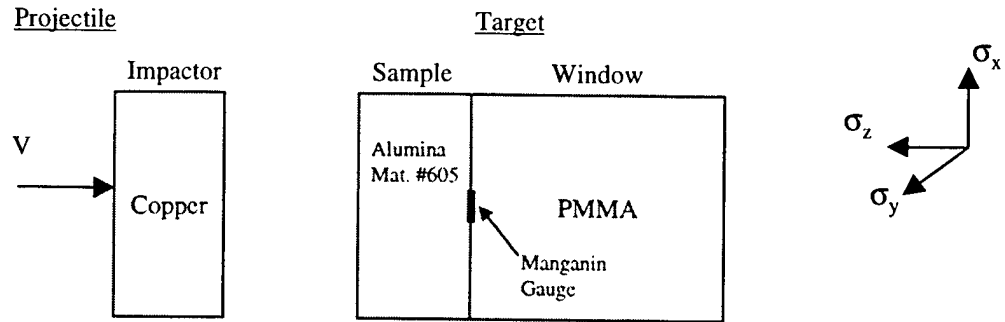 Projectile
Target
Impactor
Sample
Window
σx
V
Alumina
Mat. #605
σz
Copper
PMMA
σy
Manganin
Gauge